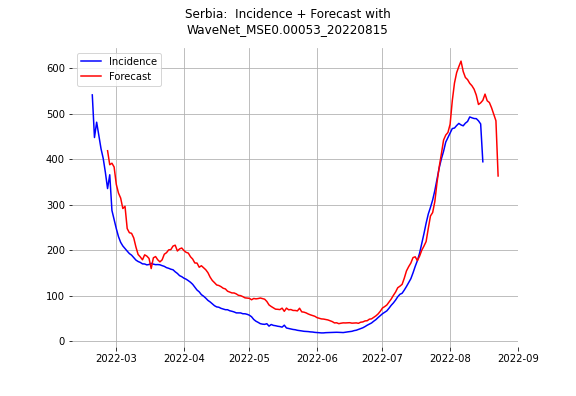 Serbia:  Incidence + Forecast with
WaveNet_MSE0.00053_20220815
Incidence
Forecast
600
500
400
300
200
100
0
2022-03 2022-04 2022-05 2022-06 2022-07 2022-08 2022-09